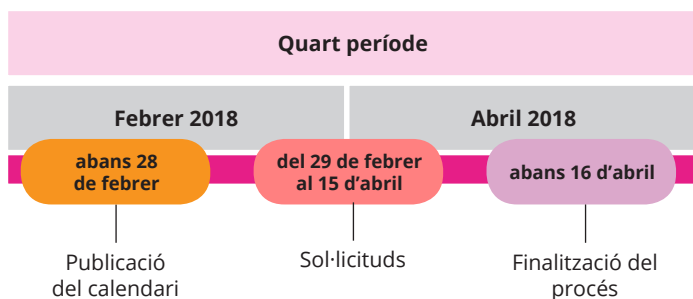 Quart període
Febrer 2018
Abril 2018
abans 28
de febrer
del 29 de febrer
al 15 d’abril
abans 16 d’abril
Publicació
del calendari
Sol·licituds
Finalització del
procés